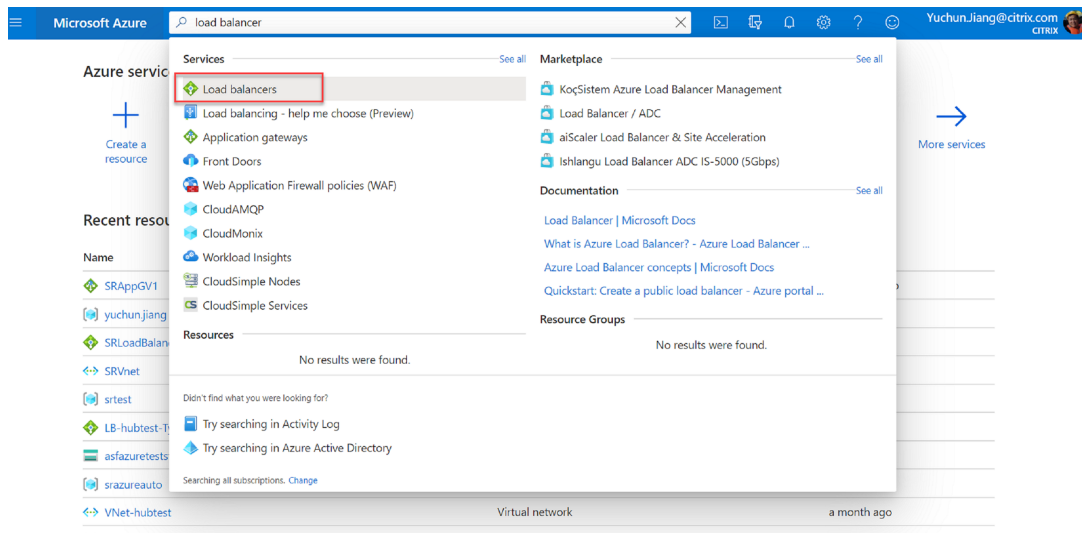 Microsoft Azure
load balancer
Yuchun.Jiang@citrix.com
CITRIX
Azure servic
Create a
resource
More services
Recent resou
Name
SRAppGV1
yuchun.jiang
SRLoadBalan
SRVnet
srtest
LB-hubtest-T
asfazuretests
srazureauto
VNet-hubtest
Virtual network
a month ago
Services
See all
Load balancers
Load balancing - help me choose (Preview)
Application gateways
Front Doors
Web Application Firewall policies (WAF)
CloudAMQP
CloudMonix
Workload Insights
CloudSimple Nodes
CS CloudSimple Services
Resources
No results were found.
Marketplace
See all
KoçSistem Azure Load Balancer Management
Load Balancer / ADC
aiScaler Load Balancer & Site Acceleration
Ishlangu Load Balancer ADC IS-5000 (5Gbps)
Documentation
See all
Load Balancer | Microsoft Docs
What is Azure Load Balancer? - Azure Load Balancer ...
Azure Load Balancer concepts | Microsoft Docs
Quickstart: Create a public load balancer - Azure portal ...
Resource Groups
No results were found.
Didn't find what you were looking for?
Try searching in Activity Log
Try searching in Azure Active Directory
Searching all subscriptions. Change